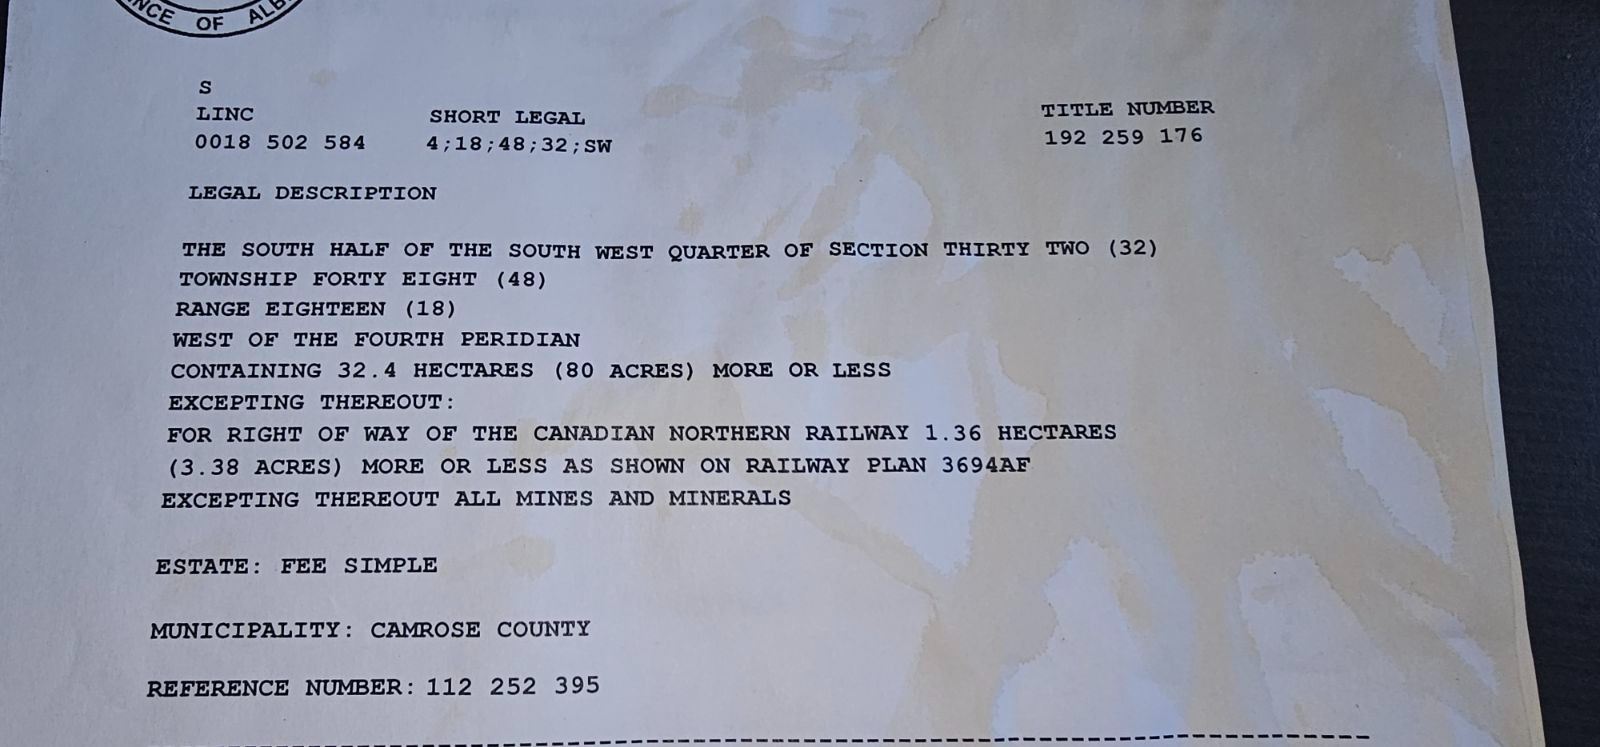 NCE OF ALB
S
LINC SHORT LEGAL TITLE NUMBER
0018 502 584 4;18;48;32;SW 192 259 176
LEGAL DESCRIPTION
THE SOUTH HALF OF THE SOUTH WEST QUARTER OF SECTION THIRTY TWO (32)
TOWNSHIP FORTY EIGHT (48)
RANGE EIGHTEEN (18)
WEST OF THE FOURTH PERIDIAN
CONTAINING 32.4 HECTARES (80 ACRES) MORE OR LESS
EXCEPTING THEREOUT:
FOR RIGHT OF WAY OF THE CANADIAN NORTHERN RAILWAY 1.36 HECTARES
(3.38 ACRES) MORE OR LESS AS SHOWN ON RAILWAY PLAN 3694AF
EXCEPTING THEREOUT ALL MINES AND MINERALS
ESTATE: FEE SIMPLE
MUNICIPALITY: CAMROSE COUNTY
REFERENCE NUMBER: 112 252 395